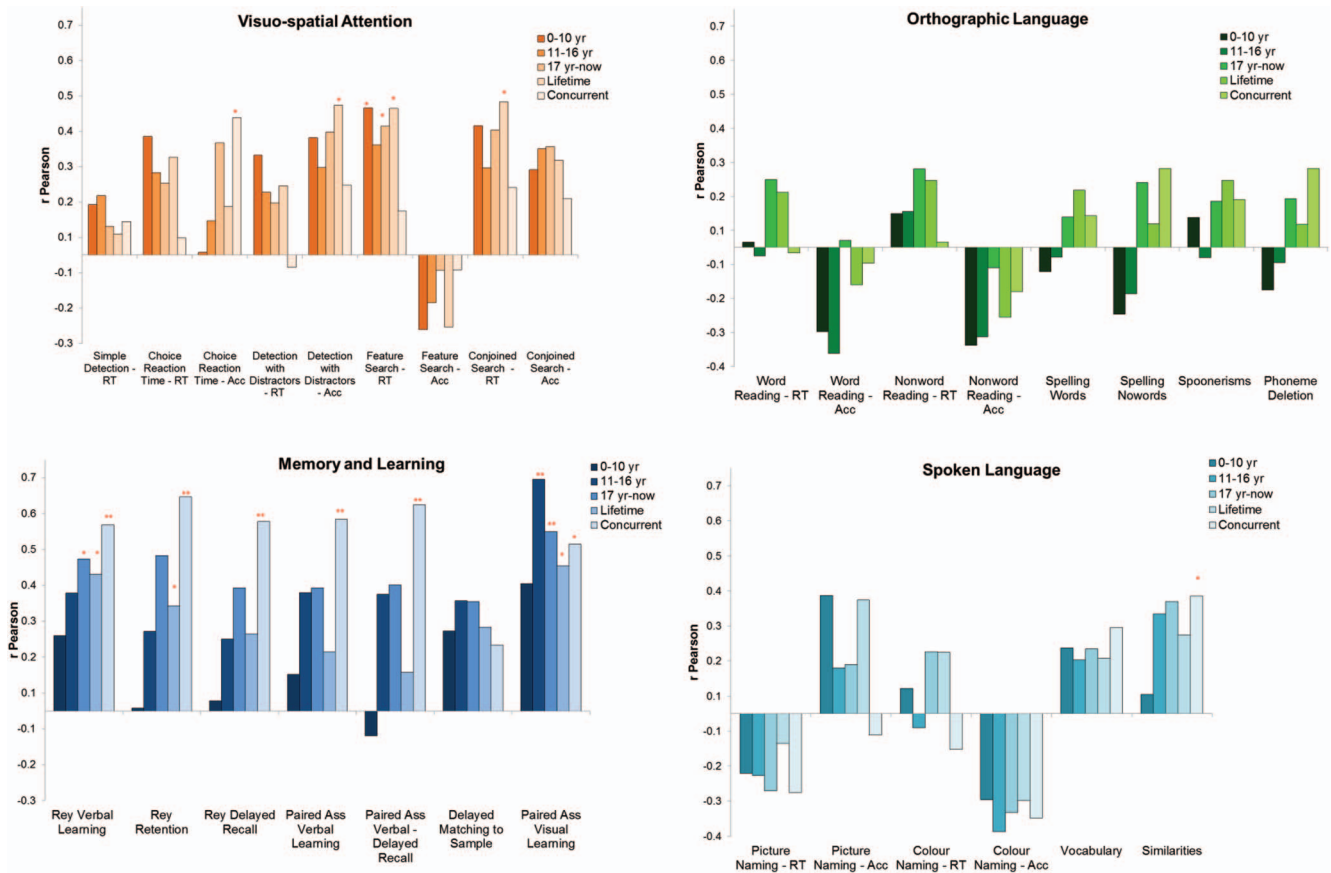 Visuo-spatial Attention
0-10 yr
11-16 yr
17 yr-now
Lifetime
Concurrent
r Pearson
0.7
0.6
0.5
0.4
0.3
0.2
0.1
-0.1
-0.2
-0.3
*
*
*
*
*
*
Simple
Detection -
RT
Choice
Reaction
Time - RT
Choice
Reaction
Time - Acc
Detection
with
Distractors - RT
Detection
with
Distractors - Acc
Feature
Search -
RT
Feature
Search -
Acc
Conjoined
Search -
RT
Conjoined
Search -
Acc
Orthographic Language
0-10 yr
11-16 yr
17 yr-now
Lifetime
Concurrent
r Pearson
0.7
0.6
0.5
0.4
0.3
0.2
0.1
-0.1
-0.2
-0.3
-0.4
Word
Reading - RT
Word
Reading -
Acc
Nonword
Reading - RT
Nonword
Reading -
Acc
Spelling
Words
Spelling
Nowords
Spoonerisms
Phoneme
Deletion
Memory and Learning
0-10 yr
11-16 yr
17 yr-now
Lifetime
Concurrent
r Pearson
0.7
0.6
0.5
0.4
0.3
0.2
0.1
-0.1
-0.2
-0.3
*
*
**
*
**
**
**
**
**
**
*
*
Rey Verbal
Learning
Rey
Retention
Rey Delayed
Recall
Paired Ass
Verbal
Learning
Paired Ass
Verbal -
Delayed
Recall
Delayed
Matching to
Sample
Paired Ass
Visual
Learning
Spoken Language
0-10 yr
11-16 yr
17 yr-now
Lifetime
Concurrent
r Pearson
0.7
0.6
0.5
0.4
0.3
0.2
0.1
-0.1
-0.2
-0.3
-0.4
*
Picture
Naming - RT
Picture
Naming - Acc
Colour
Naming - RT
Colour
Naming - Acc
Vocabulary
Similarities